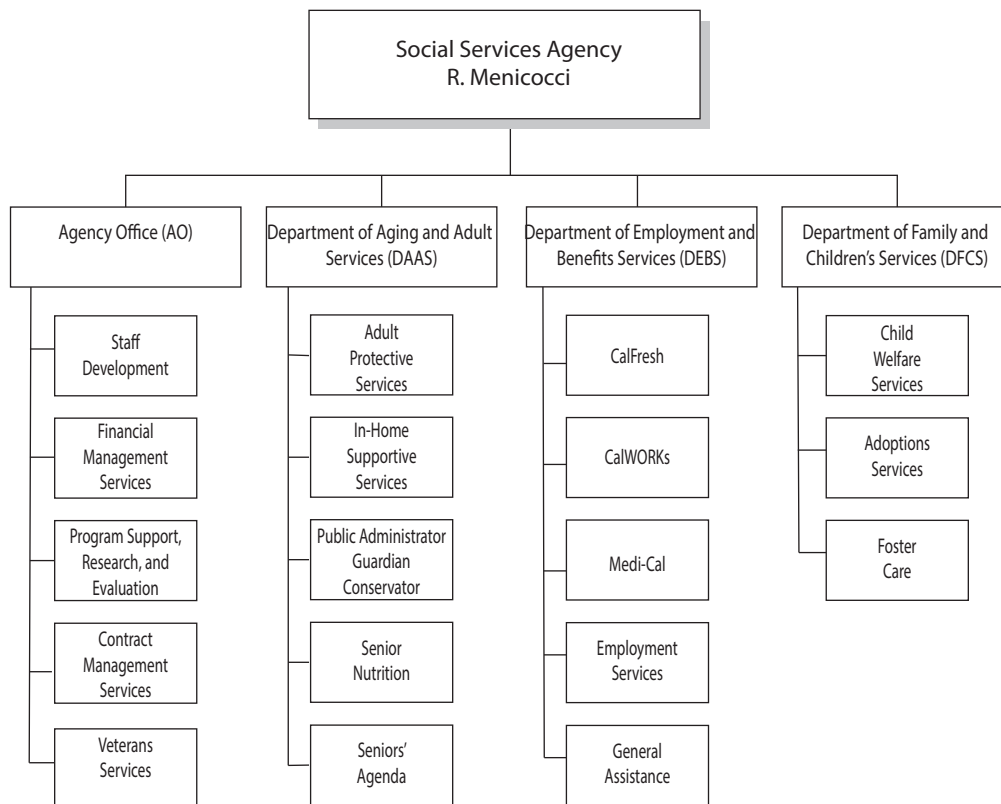 Social Services Agency
R. Menicocci
Agency Office (AO)
Department of Aging and Adult
Services (DAAS)
Department of Employment and
Benefits Services (DEBS)
Department of Family and
Children's Services (DFCS)
Staff
Development
Financial
Management
Services
Program Support,
Research, and
Evaluation
Contract
Management
Services
Veterans
Services
Adult
Protective
Services
In-Home
Supportive
Services
Public Administrator
Guardian
Conservator
Senior
Nutrition
Seniors'
Agenda
CalFresh
CalWORKs
Medi-Cal
Employment
Services
General
Assistance
Child
Welfare
Services
Adoptions
Services
Foster
Care